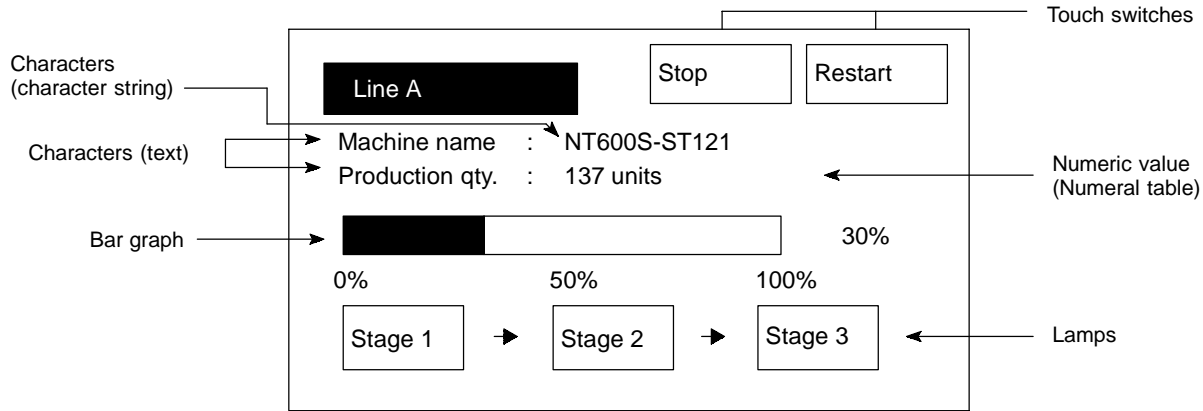 Touch switches
Characters
(character string)
Line A
Stop
Restart
Characters (text)
Machine name : NT600S-ST121
Production qty. : 137 units
Numeric value
(Numeral table)
Bar graph
30%
0% 50% 100%
Stage 1
Stage 2
Stage 3
Lamps